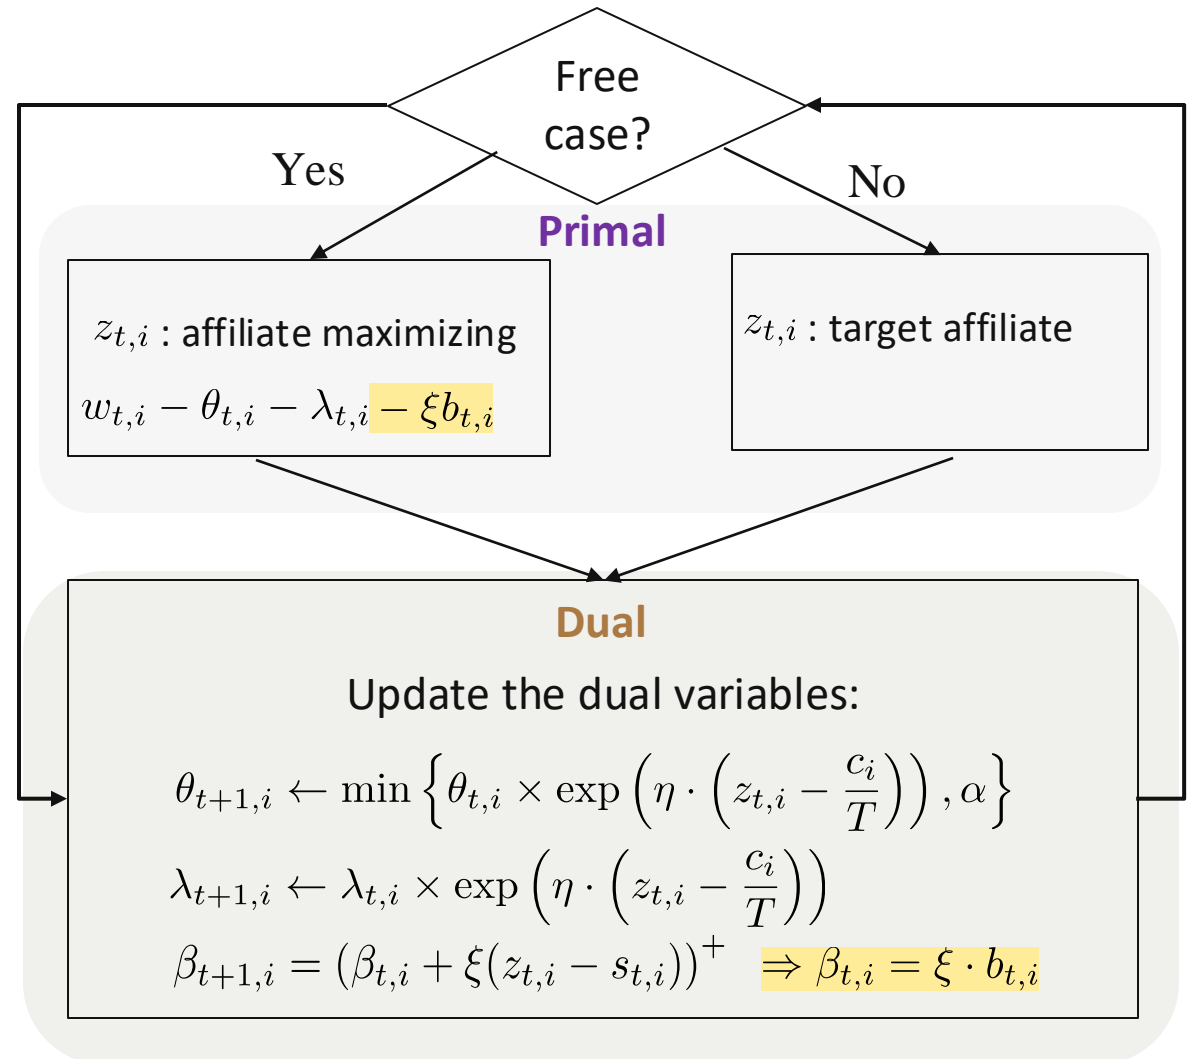 Free
case?
Yes
No
Primal
z_{t,i} : affiliate maximizing
w_{t,i} − θ_{t,i} − λ_{t,i} − ξb_{t,i}
z_{t,i} : target affiliate
Dual
Update the dual variables:
θ_{t+1,i} ← min { θ_{t,i} × exp ( η · ( z_{t,i} − c_i/T ) ) , α }
λ_{t+1,i} ← λ_{t,i} × exp ( η · ( z_{t,i} − c_i/T ) )
β_{t+1,i} = (β_{t,i} + ξ(z_{t,i} − s_{t,i}))^+ ⇒ β_{t,i} = ξ · b_{t,i}